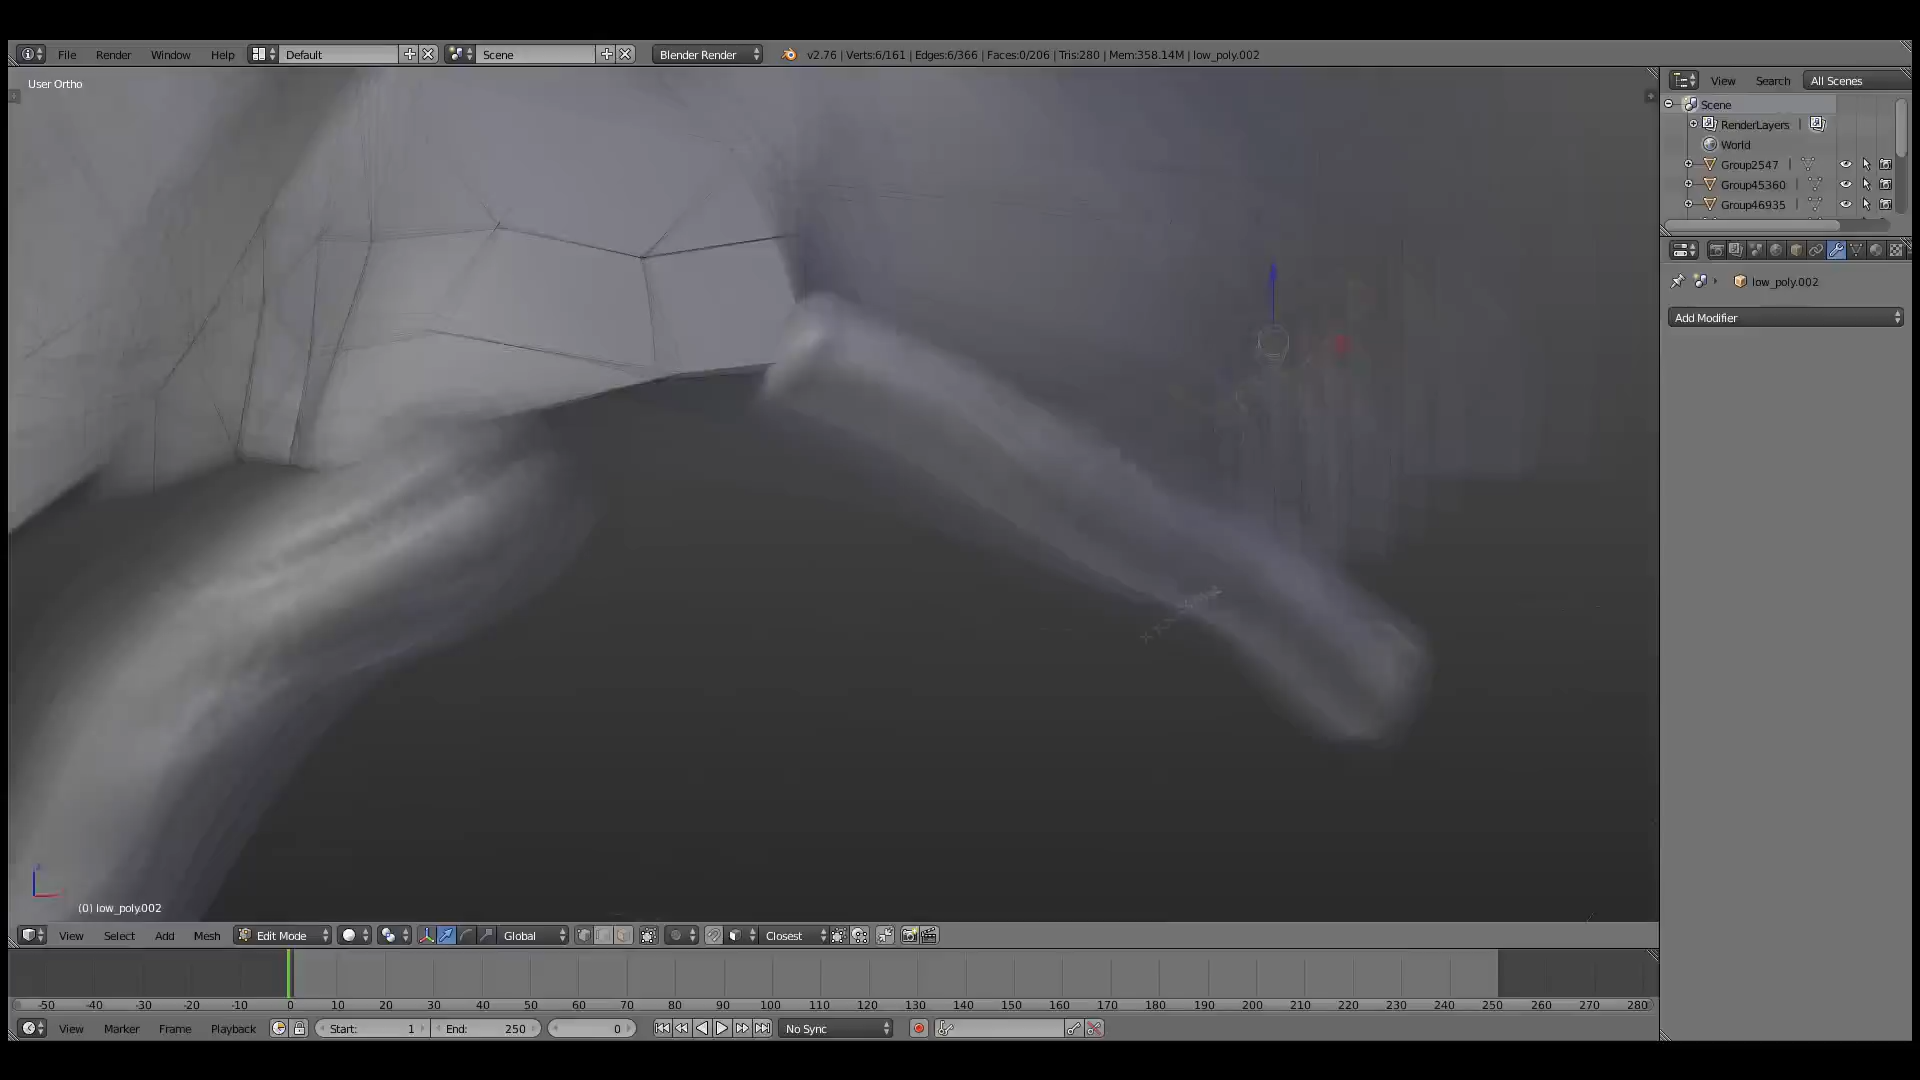 File Render Window Help Default Scene Blender Render v2.76 | Verts:6/161 | Edges:6/366 | Faces:0/206 | Tris:280 | Mem:358.14M | low_poly.002
User Ortho
View Search All Scenes
Scene
RenderLayers
World
Group2547
Group45360
Group46935
low_poly.002
Add Modifier
(0) low_poly.002
View Select Add Mesh Edit Mode Global Closest
-50 -40 -30 -20 -10 0 10 20 30 40 50 60 70 80 90 100 110 120 130 140 150 160 170 180 190 200 210 220 230 240 250 260 270 280
View Marker Frame Playback Start: 1 End: 250 0 No Sync